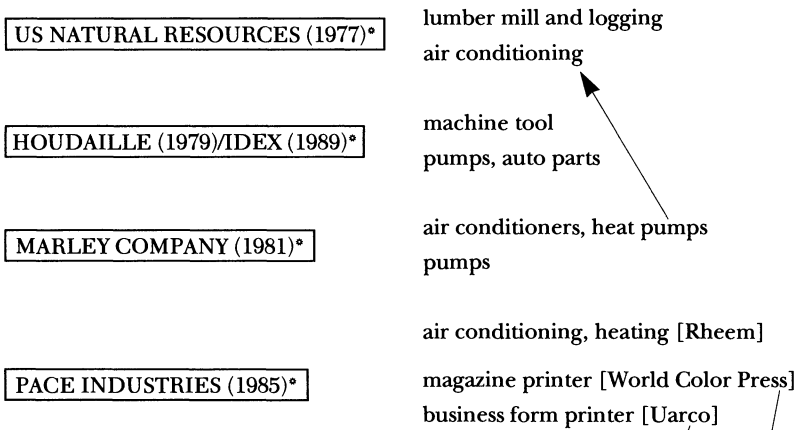 US NATURAL RESOURCES (1977)*
lumber mill and logging
air conditioning
HOUDAILLE (1979)/IDEX (1989)*
machine tool
pumps, auto parts
MARLEY COMPANY (1981)*
air conditioners, heat pumps
pumps
air conditioning, heating [Rheem]
PACE INDUSTRIES (1985)*
magazine printer [World Color Press]
business form printer [Uarco]